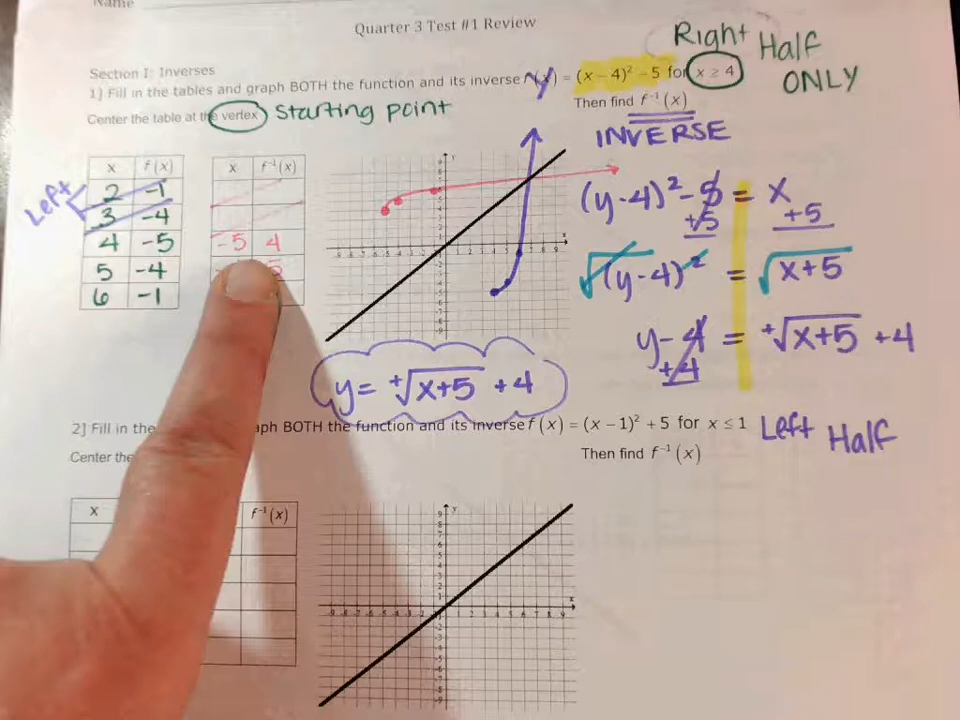 Name
Quarter 3 Test #1 Review
Right Half
ONLY
Section I: Inverses
1] Fill in the tables and graph BOTH the function and its inverse y = (x − 4)² − 5 for x ≥ 4
Center the table at the vertex Starting point
Then find f⁻¹(x)
INVERSE
x f(x)
2 -1
3 -4
4 -5
5 -4
6 -1
Left
x f⁻¹(x)
-5 4
5
(y-4)² - 5 = x
+5 +5
√(y-4)² = √x+5
y-4 = +√x+5 +4
+4
y = +√x+5 +4
2] Fill in the
aph BOTH the function and its inverse f(x) = (x − 1)² + 5 for x ≤ 1 Left Half
Center the
Then find f⁻¹(x)
x f⁻¹(x)